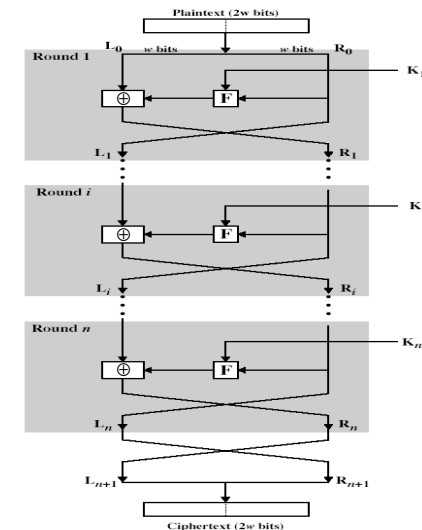 Plaintext (2w bits)
L0 w bits w bits R0
Round 1
K1
⊕ F
L1 R1
Round i
K
⊕ F
Li Ri
Round n
Kn
⊕ F
Ln Rn
Ln+1 Rn+1
Ciphertext (2w bits)